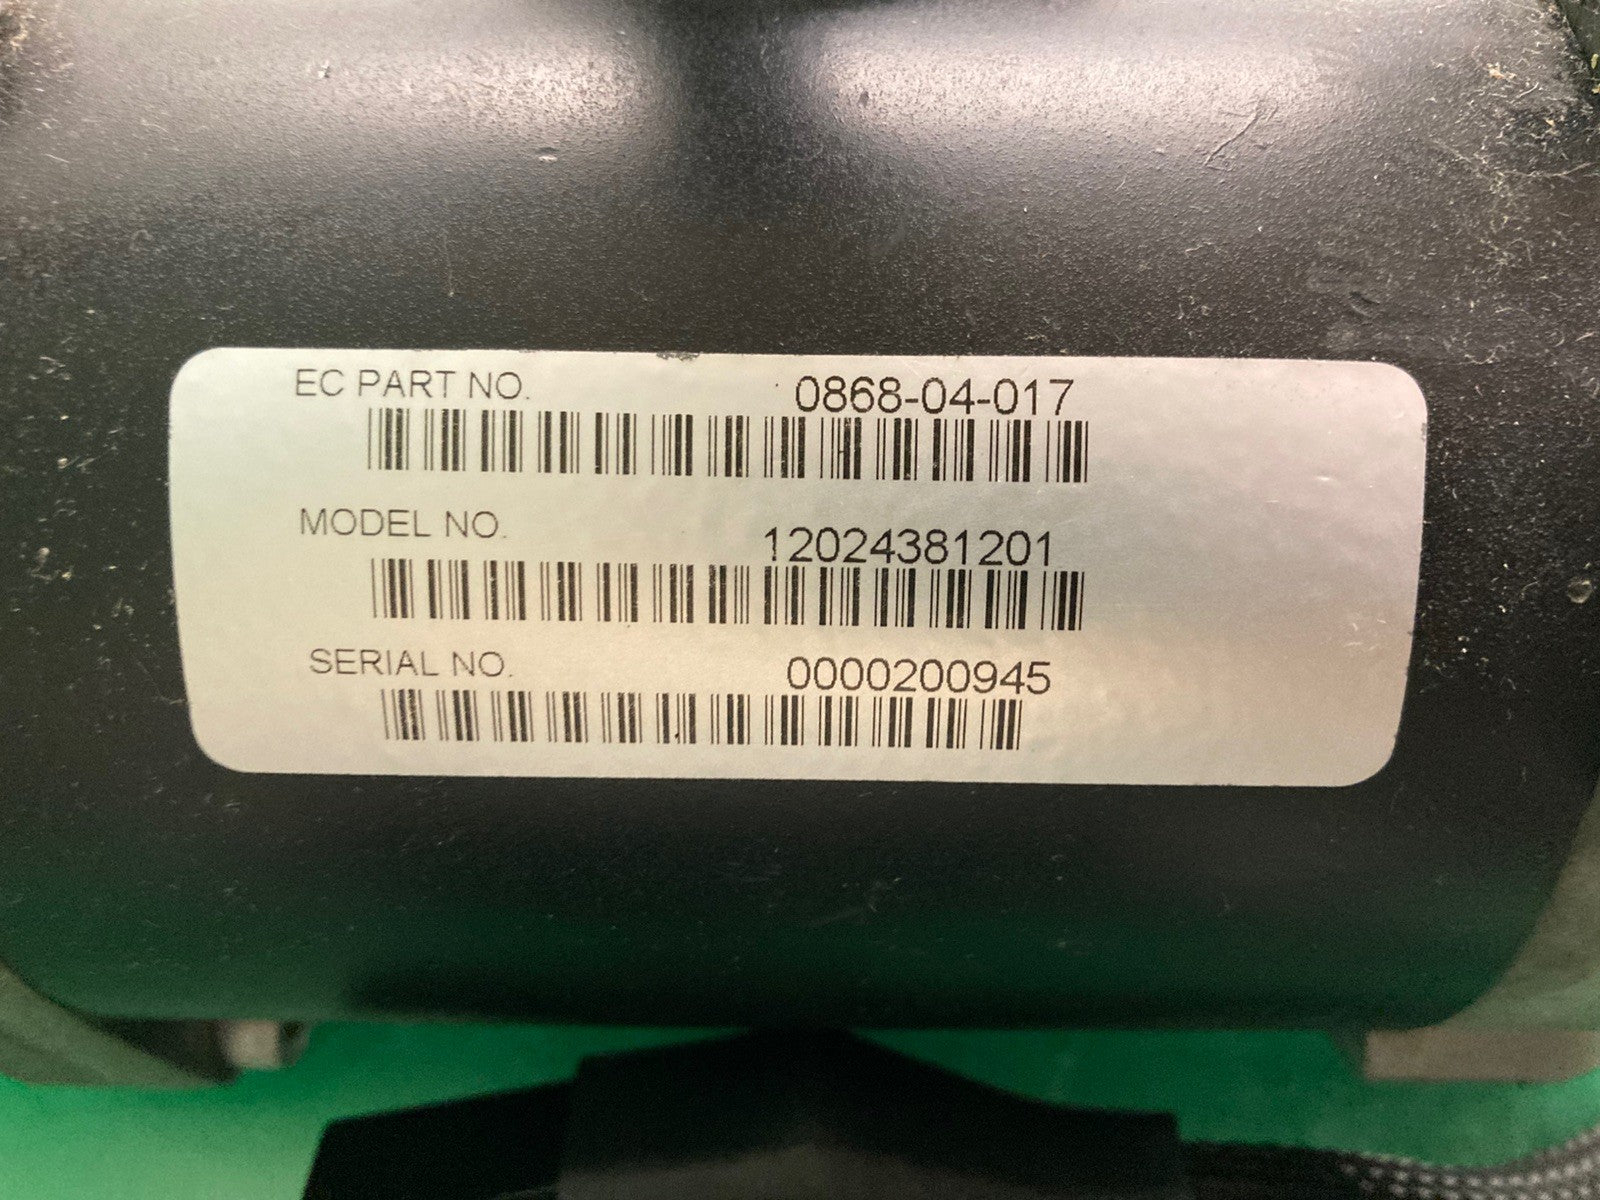 EC PART NO. 0868-04-017
MODEL NO. 12024381201
SERIAL NO. 0000200945